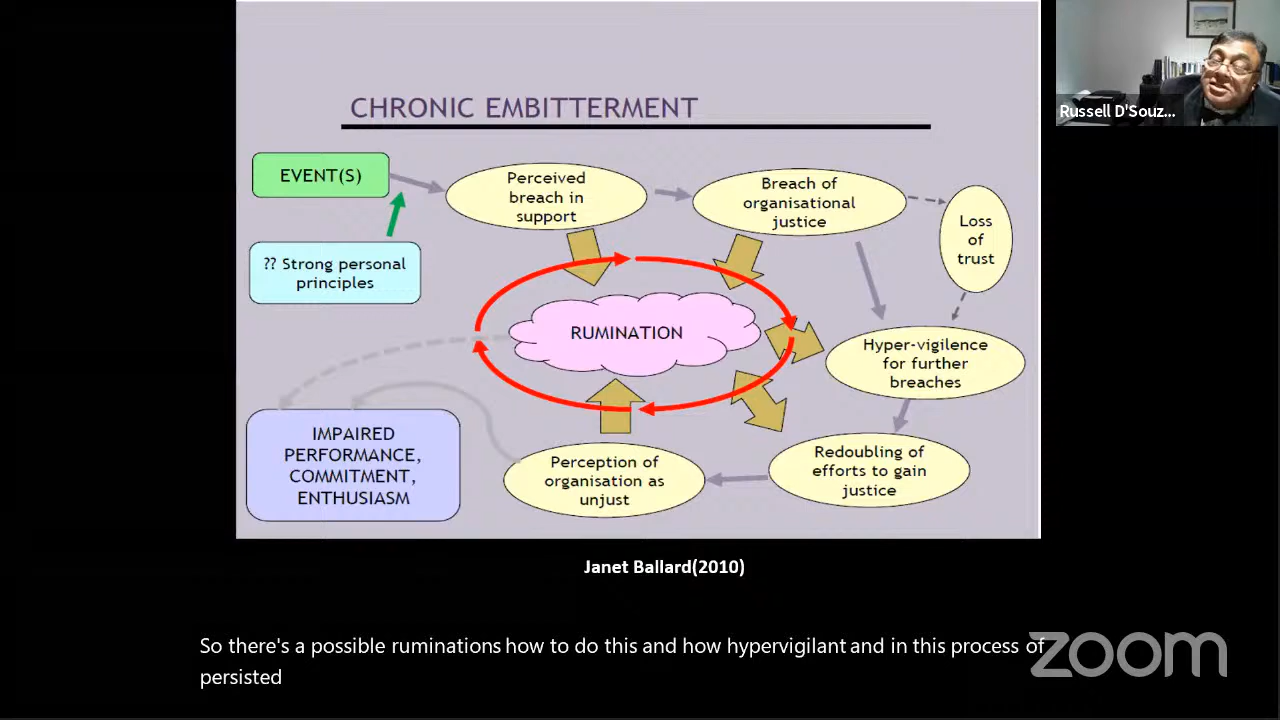 CHRONIC EMBITTERMENT
Russell D'Souz...
EVENT(S)
Perceived
breach in
support
Breach of
organisational
justice
Loss
of
trust
?? Strong personal
principles
RUMINATION
Hyper-vigilence
for further
breaches
IMPAIRED
PERFORMANCE,
COMMITMENT,
ENTHUSIASM
Perception of
organisation as
unjust
Redoubling of
efforts to gain
justice
Janet Ballard(2010)
So there's a possible ruminations how to do this and how hypervigilant and in this process of
persisted
zoom